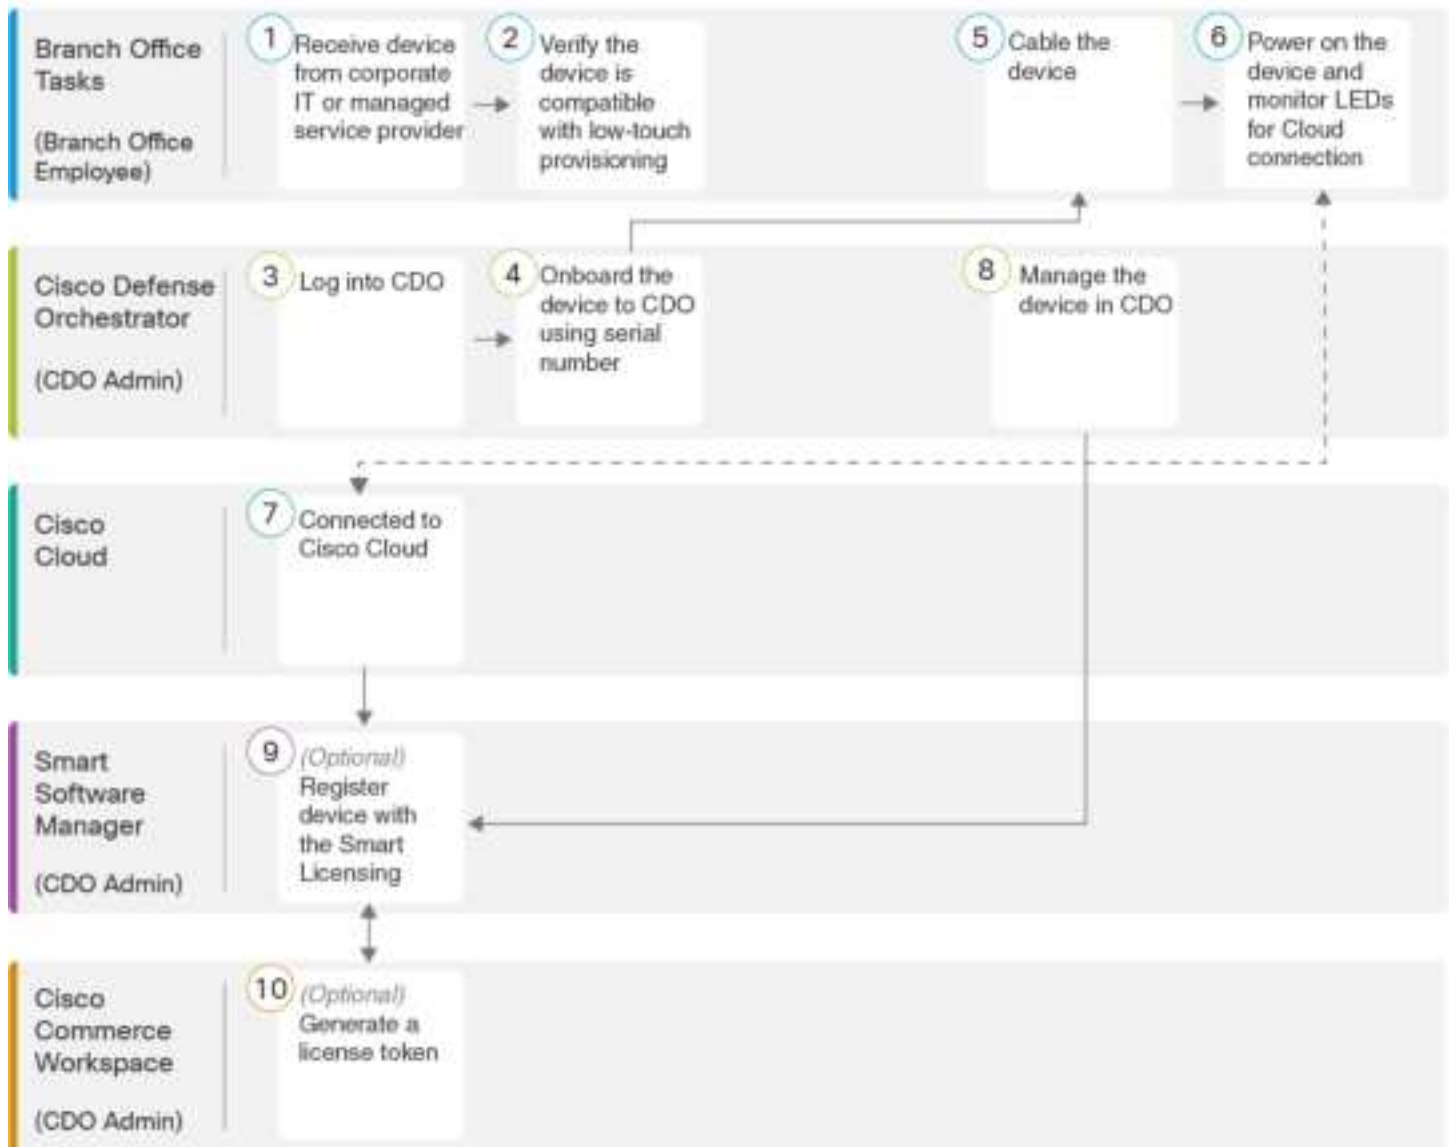 Branch Office
Tasks
(Branch Office
Employee)
1
Receive device
from corporate
IT or managed
service provider
2
Verify the
device is
compatible
with low-touch
provisioning
5
Cable the
device
6
Power on the
device and
monitor LEDs
for Cloud
connection
Cisco Defense
Orchestrator
(CDO Admin)
3
Log into CDO
4
Onboard the
device to CDO
using serial
number
8
Manage the
device in CDO
Cisco
Cloud
7
Connected to
Cisco Cloud
Smart
Software
Manager
(CDO Admin)
9
(Optional)
Register
device with
the Smart
Licensing
Cisco
Commerce
Workspace
(CDO Admin)
10
(Optional)
Generate a
license token